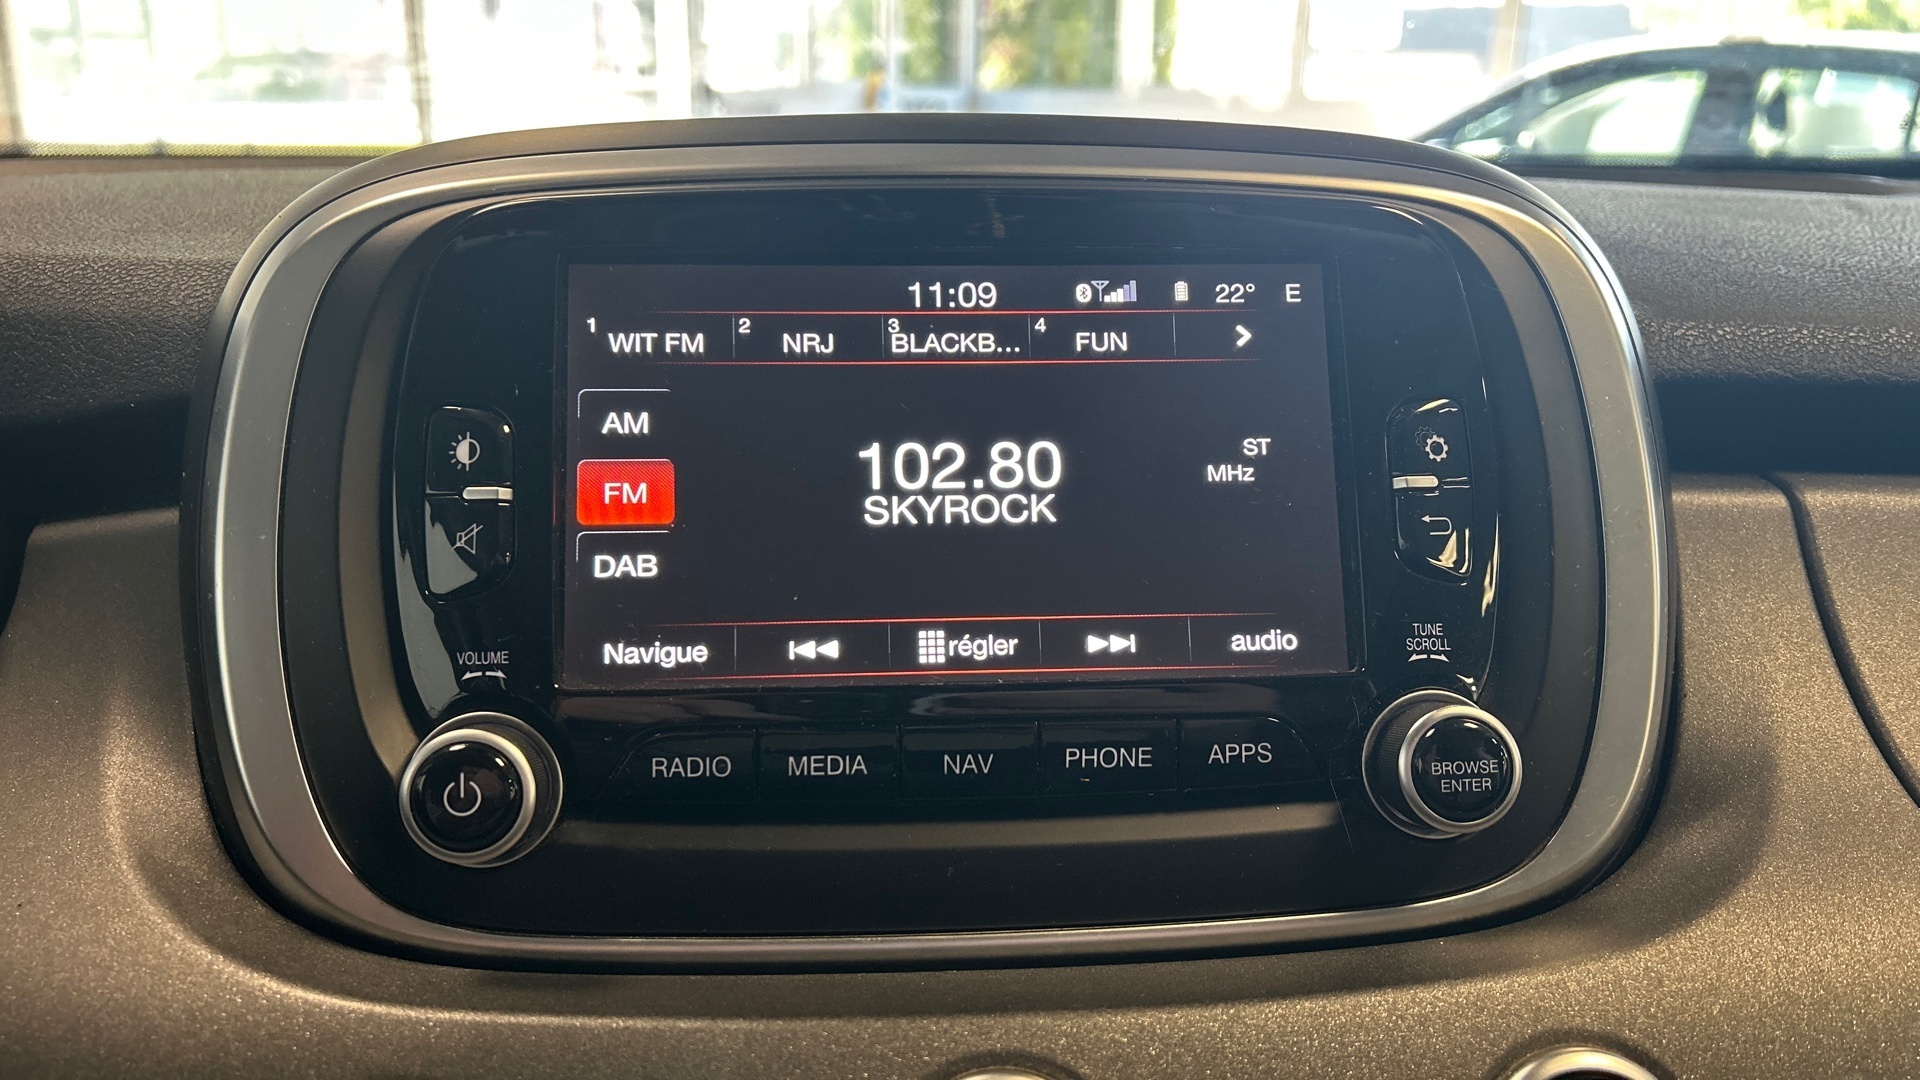 11:09 22° E
1 WIT FM 2 NRJ 3 BLACKB... 4 FUN
AM
FM
DAB
102.80
SKYROCK
ST
MHz
Navigue régler audio
VOLUME
TUNE
SCROLL
RADIO MEDIA NAV PHONE APPS
BROWSE
ENTER